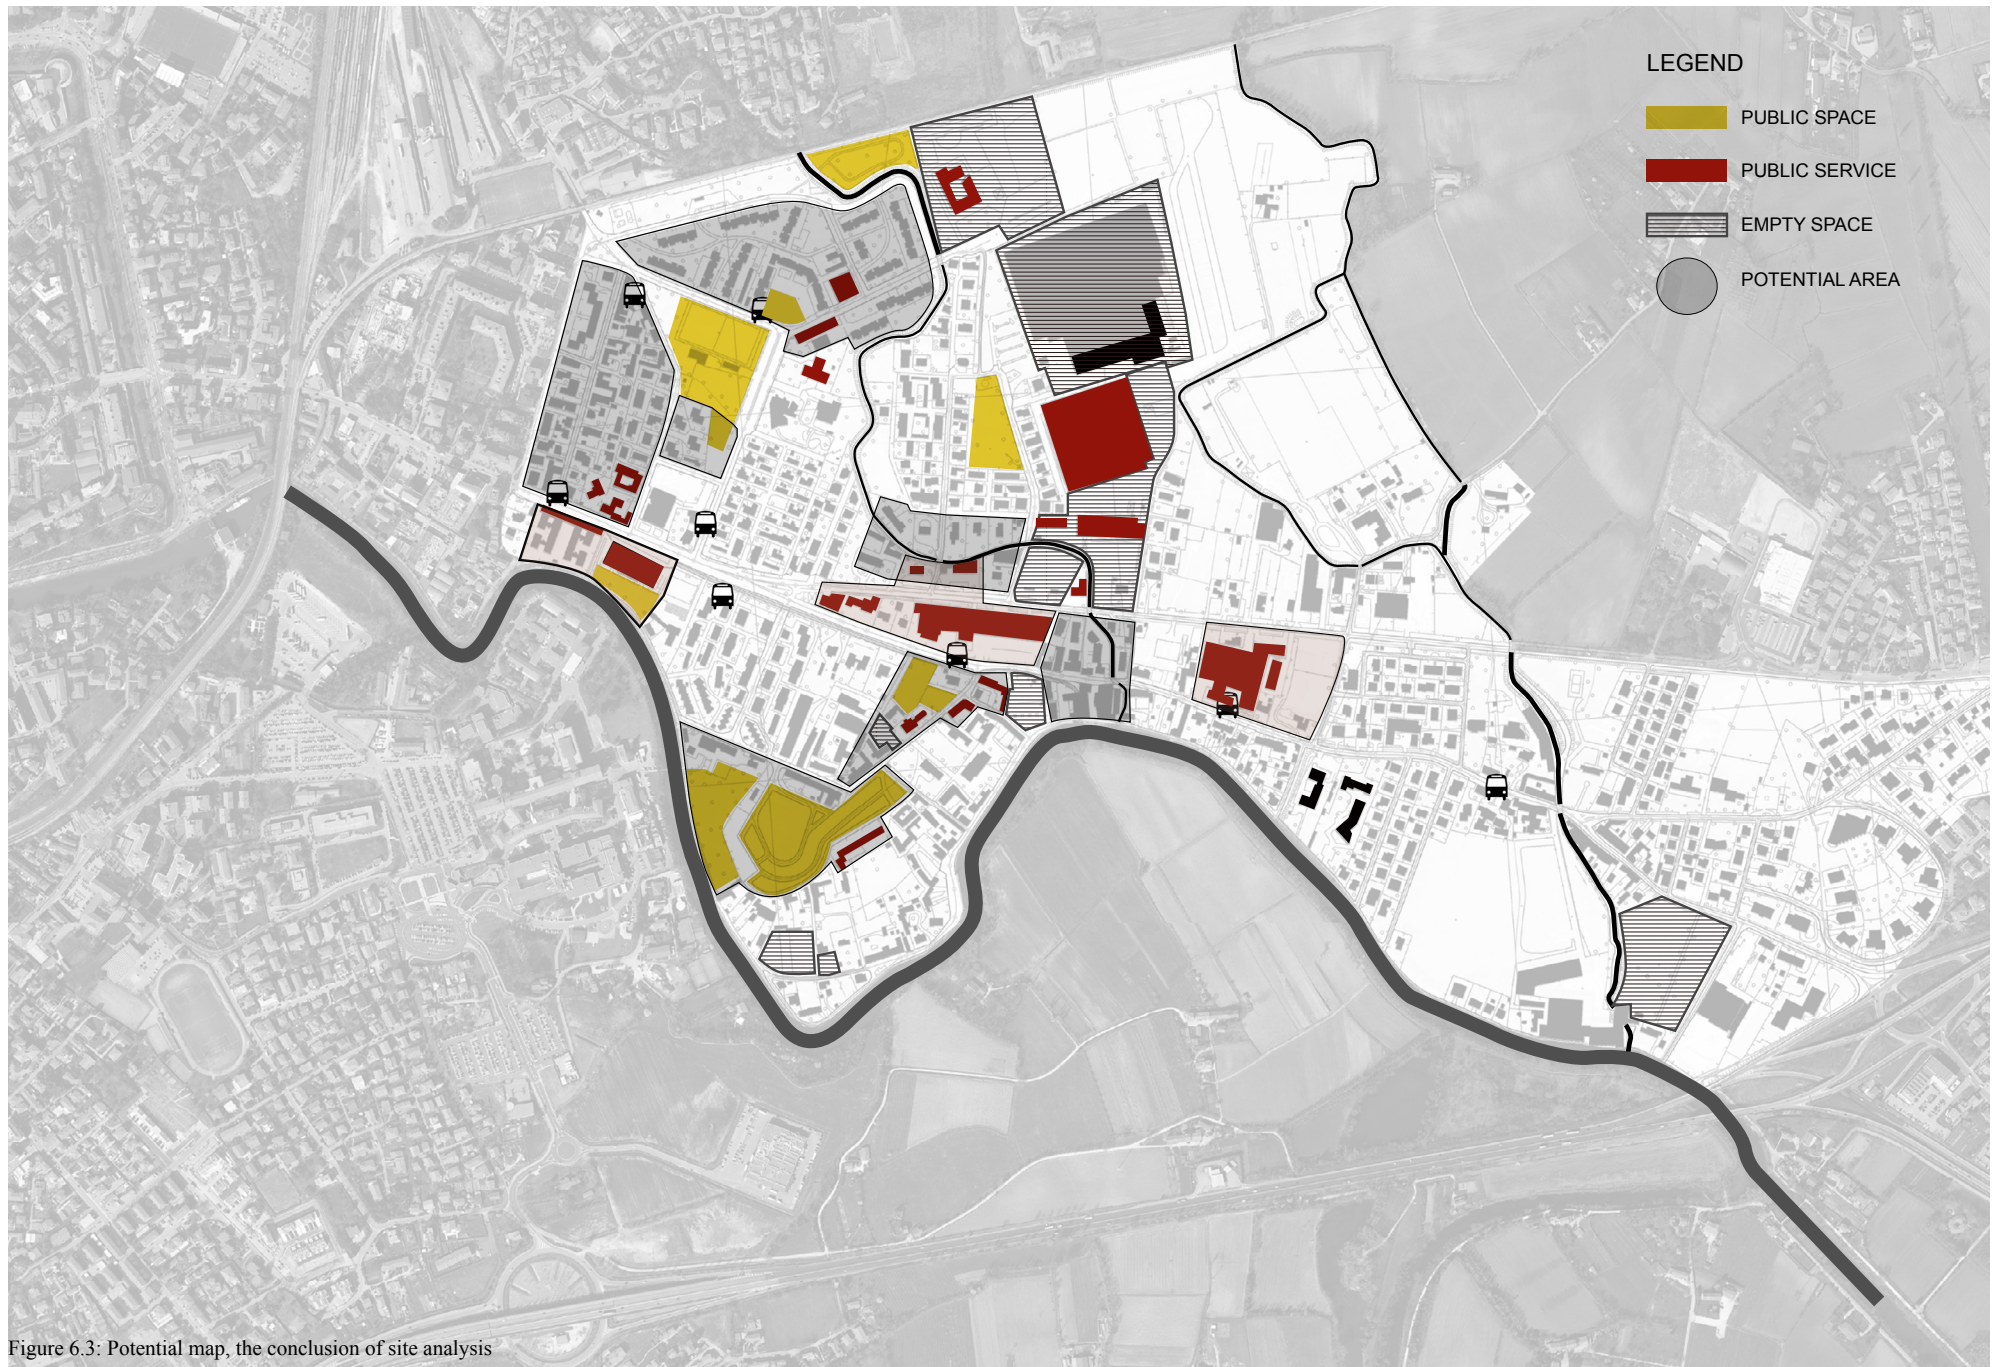 LEGEND
PUBLIC SPACE
PUBLIC SERVICE
EMPTY SPACE
POTENTIAL AREA
Figure 6.3: Potential map, the conclusion of site analysis